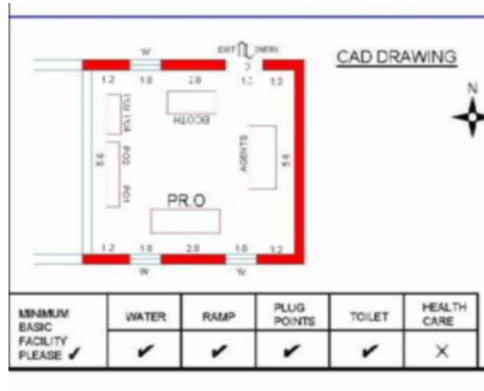 W
EXIT ENTRY
CAD DRAWING
D
1.2 1.0 2.0 1.2 1.2
N
BOOTH
AGENTS
5.6
5.6
PO2
PO1
PR.O
1.2 1.0 2.0 1.0 1.2
W W
MINIMUM BASIC FACILITY PLEASE ✓
WATER
RAMP
PLUG POINTS
TOILET
HEALTH CARE
✓ ✓ ✓ ✓ X